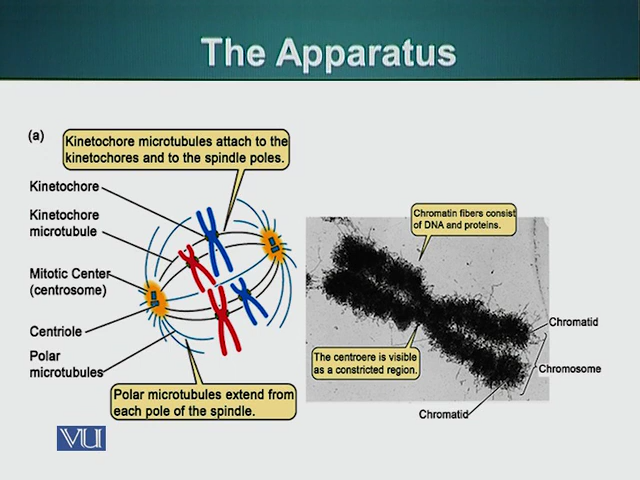 The Apparatus
(a)
Kinetochore microtubules attach to the
kinetochores and to the spindle poles.
Kinetochore
Kinetochore
microtubule
Mitotic Center
(centrosome)
Centriole
Polar
microtubules
Polar microtubules extend from
each pole of the spindle.
Chromatin fibers consist
of DNA and proteins.
The centroere is visible
as a constricted region.
Chromatid
Chromosome
Chromatid
VU